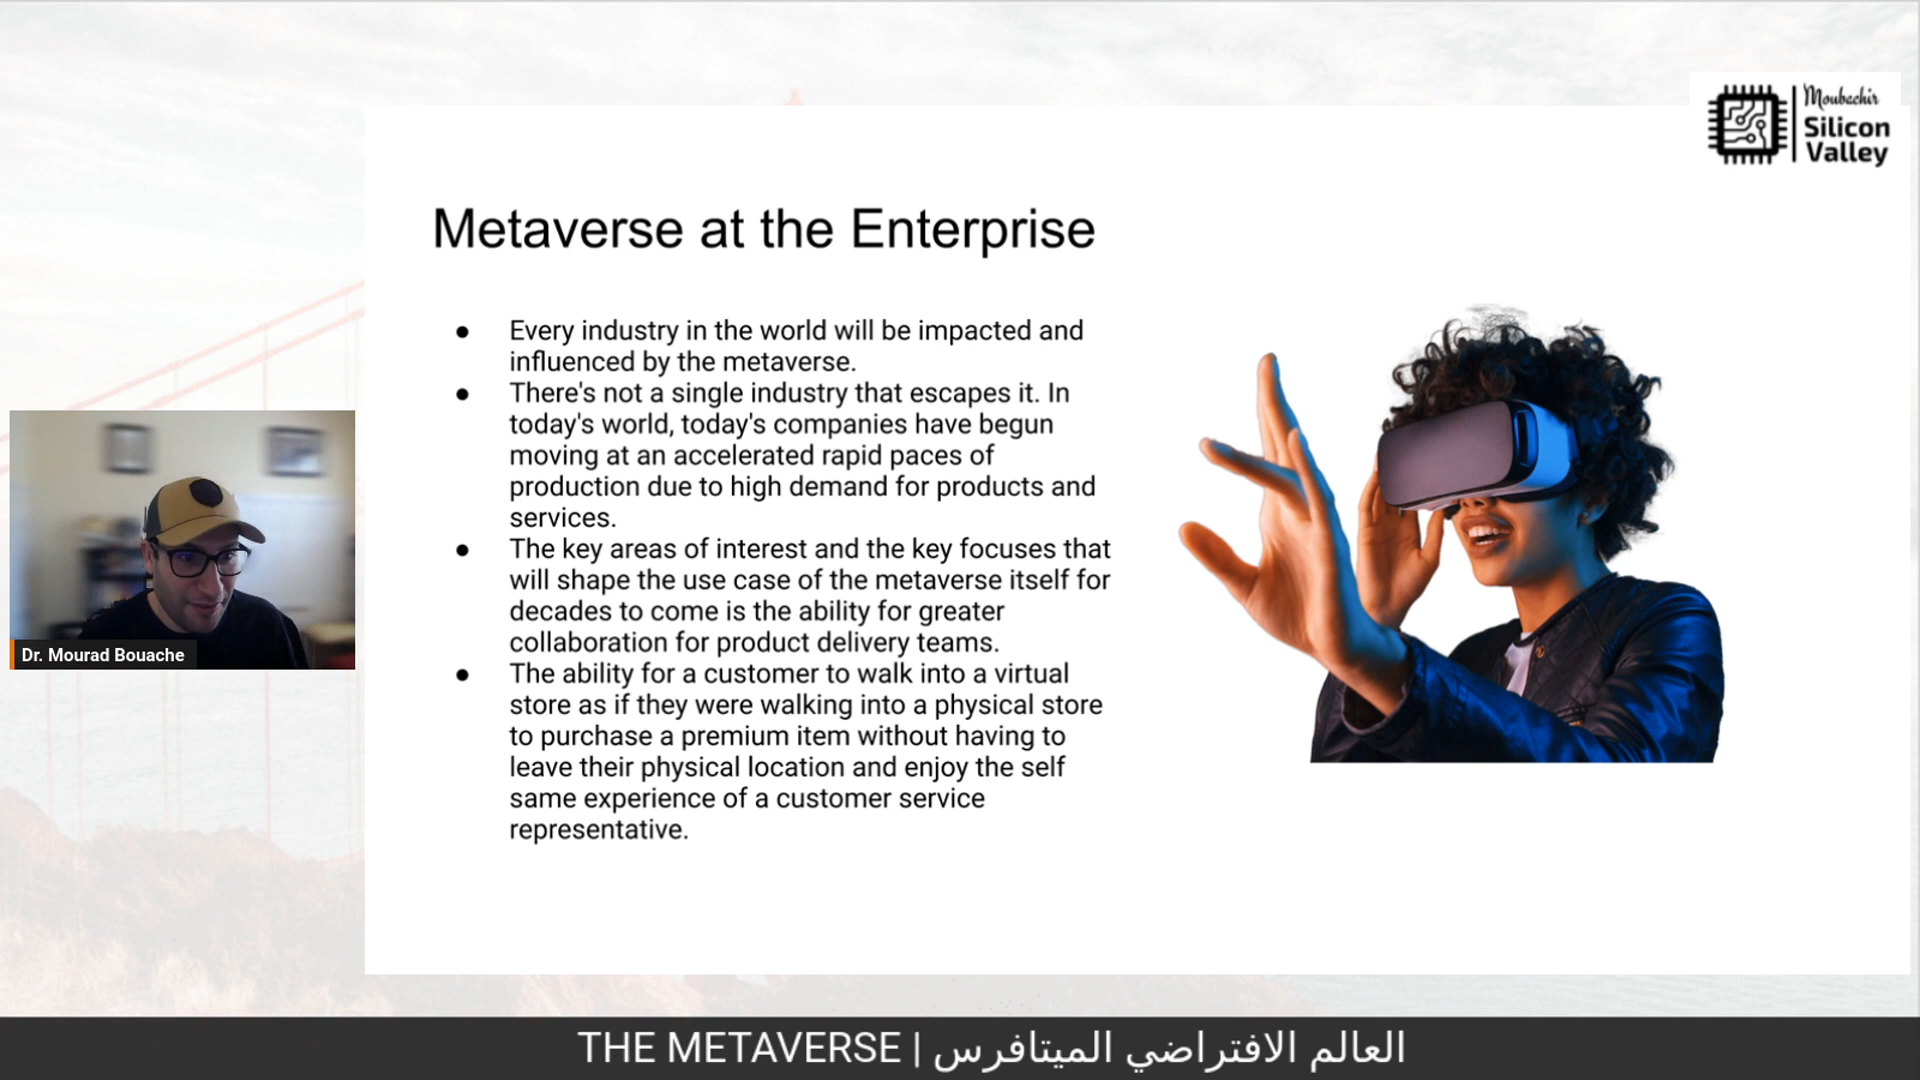 Moubachir
Silicon
Valley
Metaverse at the Enterprise
● Every industry in the world will be impacted and
influenced by the metaverse.
● There's not a single industry that escapes it. In
today's world, today's companies have begun
moving at an accelerated rapid paces of
production due to high demand for products and
services.
● The key areas of interest and the key focuses that
will shape the use case of the metaverse itself for
decades to come is the ability for greater
collaboration for product delivery teams.
● The ability for a customer to walk into a virtual
store as if they were walking into a physical store
to purchase a premium item without having to
leave their physical location and enjoy the self
same experience of a customer service
representative.
Dr. Mourad Bouache
THE METAVERSE | العالم الافتراضي الميتافرس